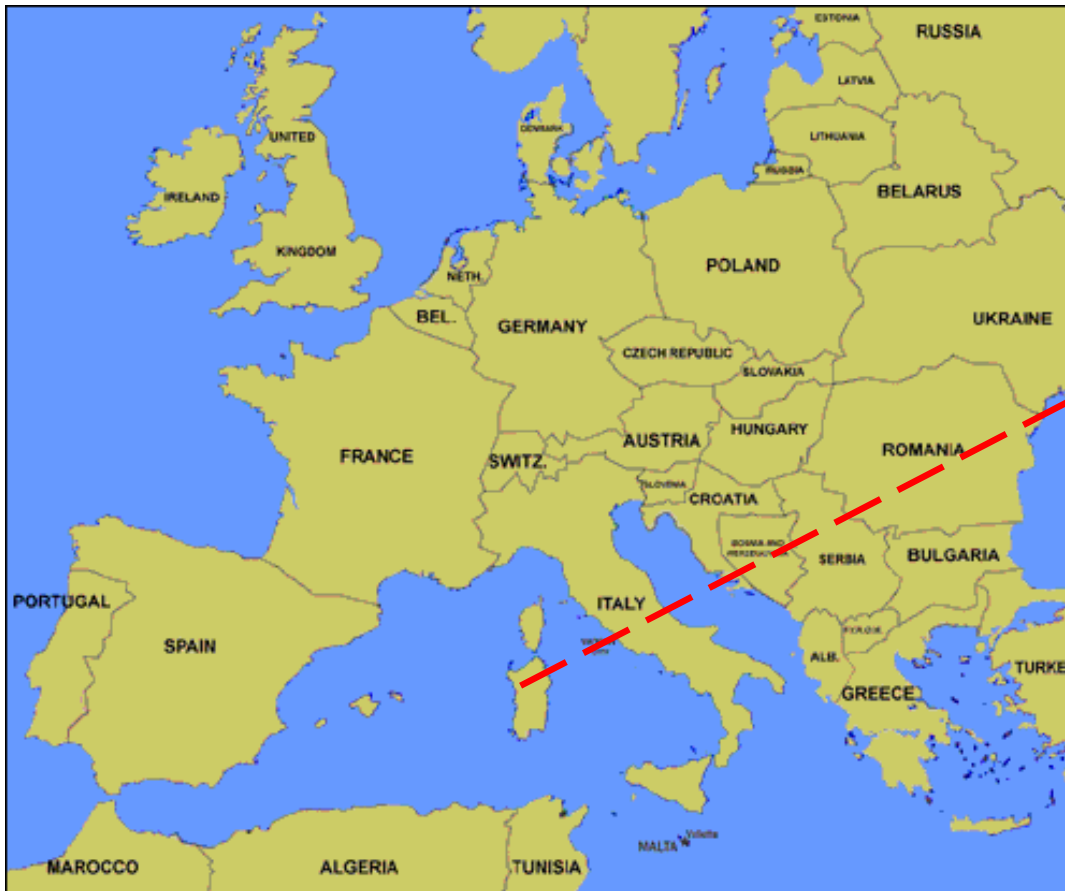 ESTONIA
RUSSIA
LATVIA
DENMARK
UNITED
LITHUANIA
RUSSIA
IRELAND
BELARUS
KINGDOM
NETH.
POLAND
BEL.
GERMANY
UKRAINE
CZECH REPUBLIC
SLOVAKIA
FRANCE
SWITZ.
AUSTRIA
HUNGARY
ROMANIA
SLOVENIA
CROATIA
BOSNIA AND
HERZEGOVINA
SERBIA
BULGARIA
PORTUGAL
SPAIN
ITALY
ALB.
GREECE
TURKE
MALTA
Valletta
MAROCCO
ALGERIA
TUNISIA